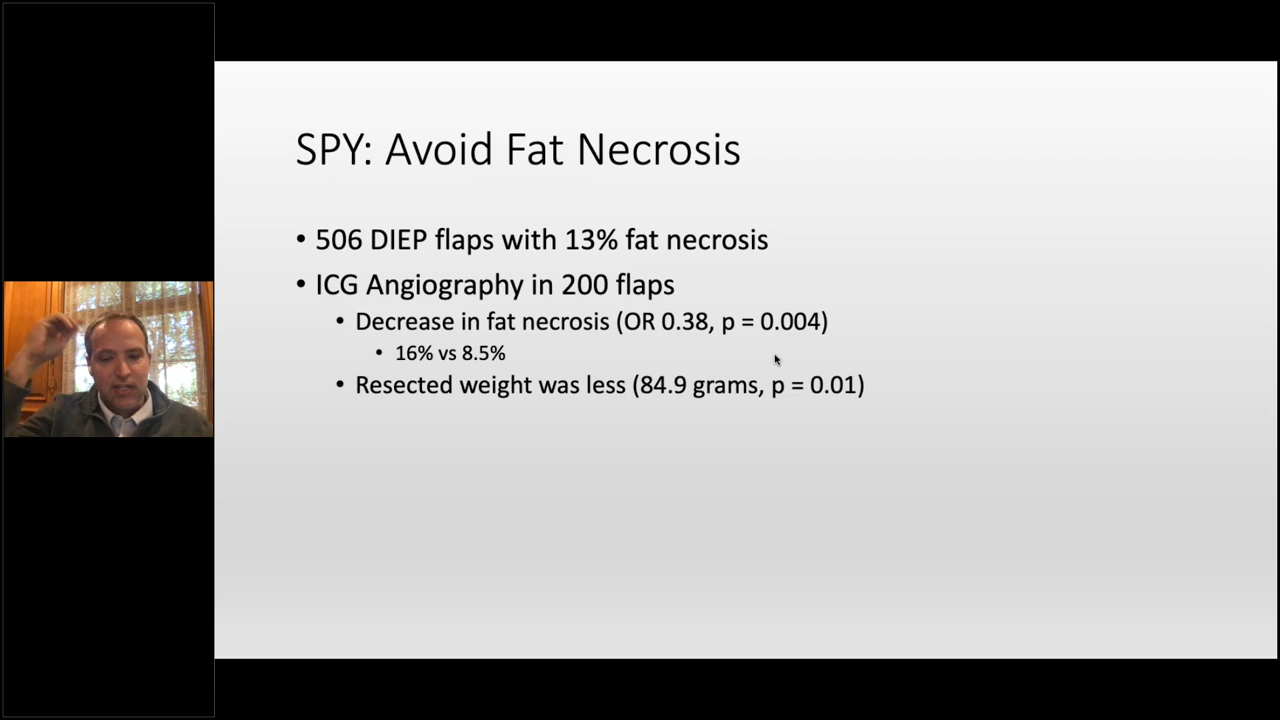 SPY: Avoid Fat Necrosis
• 506 DIEP flaps with 13% fat necrosis
• ICG Angiography in 200 flaps
• Decrease in fat necrosis (OR 0.38, p = 0.004)
• 16% vs 8.5%
• Resected weight was less (84.9 grams, p = 0.01)